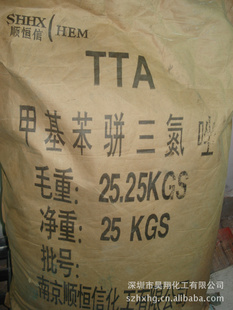 SHHX HEM
顺恒信
TTA
甲基苯骈三氮唑
毛重：25.25KGS
净重：25 KGS
批号：
南京顺恒信化工有限公司
深圳市昊翔化工有限公司
szhxhg.cn.1688.com